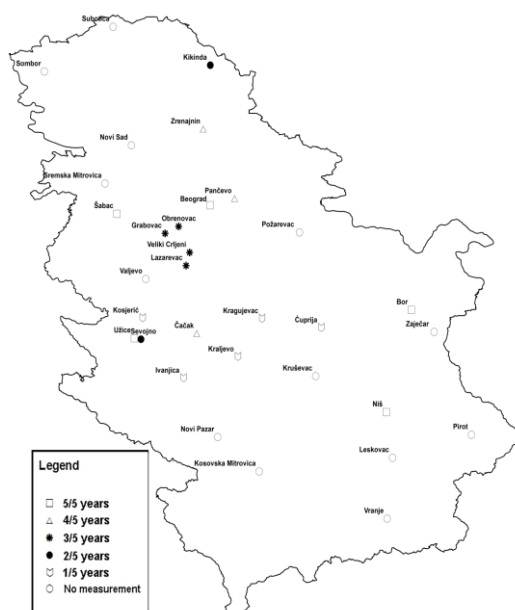 Subotica
Kikinda
Sombor
Zrenajnin
Novi Sad
Sremska Mitrovica
Pančevo
Beograd
Šabac
Obrenovac
Grabovac
Požarevac
Veliki Crljeni
Lazarevac
Valjevo
Bor
Kosjerić
Kragujevac
Ćuprija
Zaječar
Užice
Sevojno
Čačak
Kraljevo
Ivanjica
Kruševac
Niš
Novi Pazar
Pirot
Leskovac
Kosovska Mitrovica
Vranje
Legend
5/5 years
4/5 years
3/5 years
2/5 years
1/5 years
No measurement